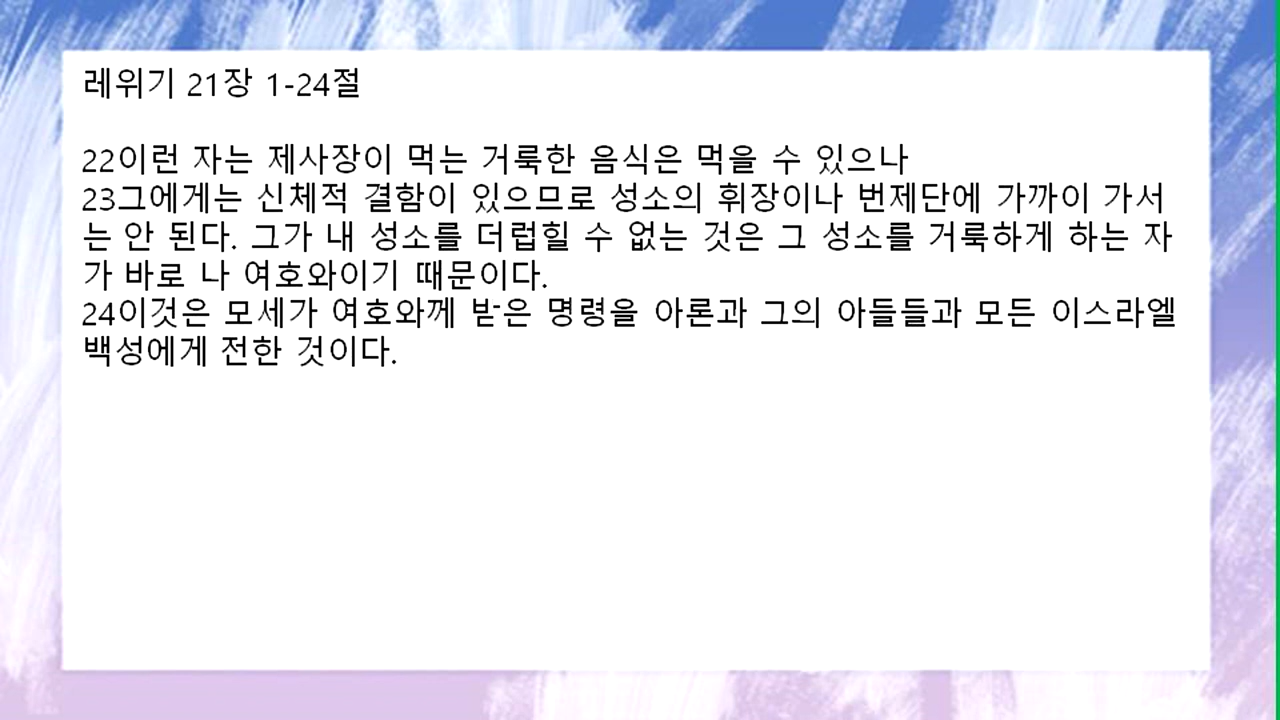 레위기 21장 1-24절
22이런 자는 제사장이 먹는 거룩한 음식은 먹을 수 있으나
23그에게는 신체적 결함이 있으므로 성소의 휘장이나 번제단에 가까이 가서
는 안 된다. 그가 내 성소를 더럽힐 수 없는 것은 그 성소를 거룩하게 하는 자
가 바로 나 여호와이기 때문이다.
24이것은 모세가 여호와께 받은 명령을 아론과 그의 아들들과 모든 이스라엘
백성에게 전한 것이다.